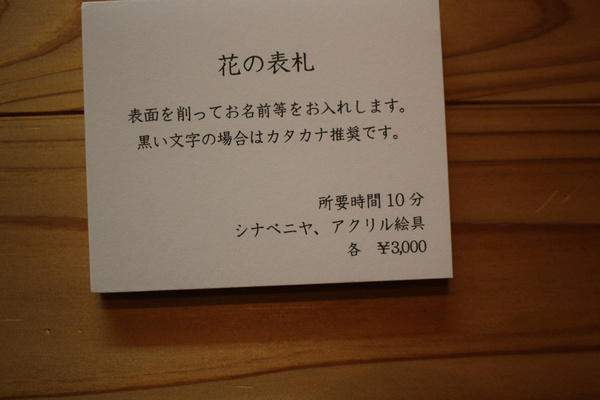 花の表札
表面を削ってお名前等をお入れします。
黒い文字の場合はカタカナ推奨です。
所要時間 10 分
シナベニヤ、アクリル絵具
各　¥3,000